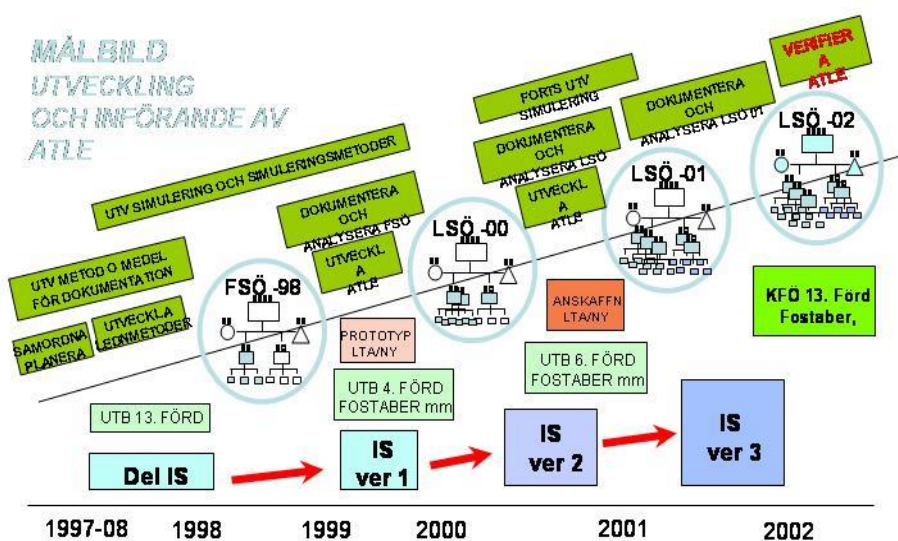 MÅLBILD
UTVECKLING
OCH INFÖRANDE AV
ATLE
VERIFIER
A
ATLE
FORTS UTV
SIMULERING
DOKUMENTERA
OCH
ANALYSERA LSÖ 01
LSÖ -02
UTV SIMULERING OCH SIMULERINGSMETODER
DOKUMENTERA
OCH
ANALYSERA LSÖ
LSÖ -01
DOKUMENTERA
OCH
ANALYSERA FSÖ
LSÖ -00
UTVECKL
A
ATLE
UTV METOD O MEDEL
FÖR DOKUMENTATION
UTVECKL
A
ATLE
FSÖ -98
SAMORDNA
PLANERA
UTVECKLA
LEDNMETODER
PROTOTYP
LTA/NY
ANSKAFFN
LTA/NY
KFÖ 13. Förd
Fostaber,
UTB 13. FÖRD
UTB 4. FÖRD
FOSTABER mm
UTB 6. FÖRD
FOSTABER mm
Del IS
IS
ver 1
IS
ver 2
IS
ver 3
1997-08 1998 1999 2000 2001 2002